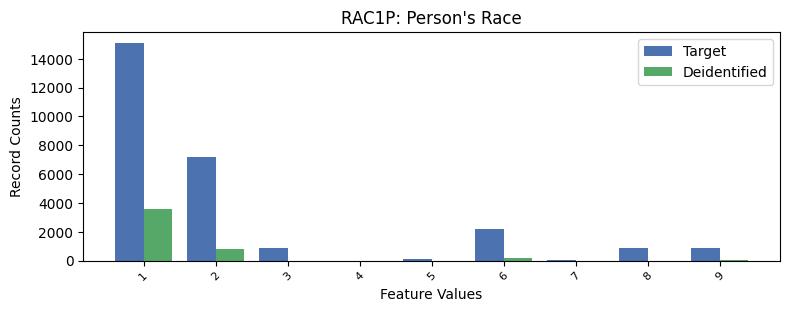 RAC1P: Person's Race
Target
Deidentified
Record Counts
14000
12000
10000
8000
6000
4000
2000
0
1 2 3 4 5 6 7 8 9
Feature Values